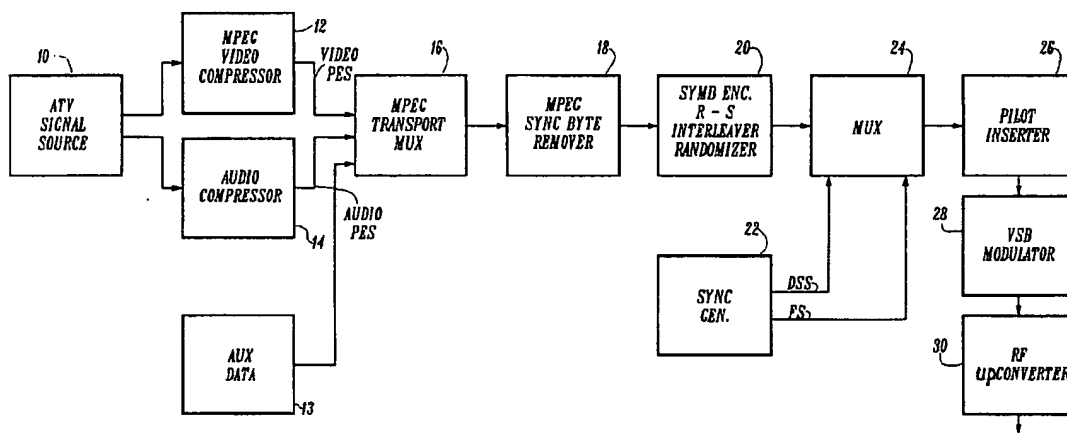 10
ATV
SIGNAL
SOURCE
12
MPEG
VIDEO
COMPRESSOR
VIDEO
PES
AUDIO
COMPRESSOR
14
AUDIO
PES
AUX
DATA
13
16
MPEG
TRANSPORT
MUX
18
MPEG
SYNC BYTE
REMOVER
20
SYMB ENC.
R - S
INTERLEAVER
RANDOMIZER
22
SYNC
GEN.
DSS
FS
24
MUX
26
PILOT
INSERTER
28
VSB
MODULATOR
30
RF
upCONVERTER